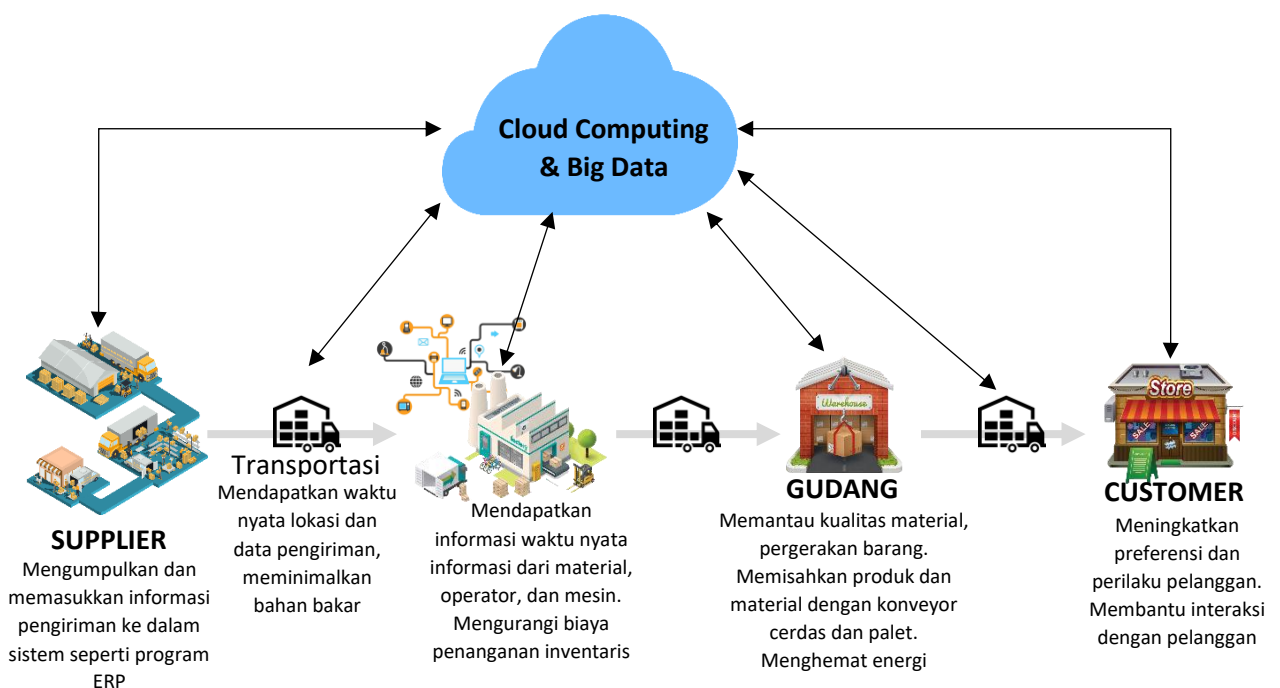 Cloud Computing
& Big Data
SUPPLIER
Mengumpulkan dan
memasukkan informasi
pengiriman ke dalam
sistem seperti program
ERP
Transportasi
Mendapatkan waktu
nyata lokasi dan
data pengiriman,
meminimalkan
bahan bakar
factory
Mendapatkan
informasi waktu nyata
informasi dari material,
operator, dan mesin.
Mengurangi biaya
penanganan inventaris
Warehouse
GUDANG
Memantau kualitas material,
pergerakan barang.
Memisahkan produk dan
material dengan konveyor
cerdas dan palet.
Menghemat energi
Store
SALE
SALE
CUSTOMER
Meningkatkan
preferensi dan
perilaku pelanggan.
Membantu interaksi
dengan pelanggan